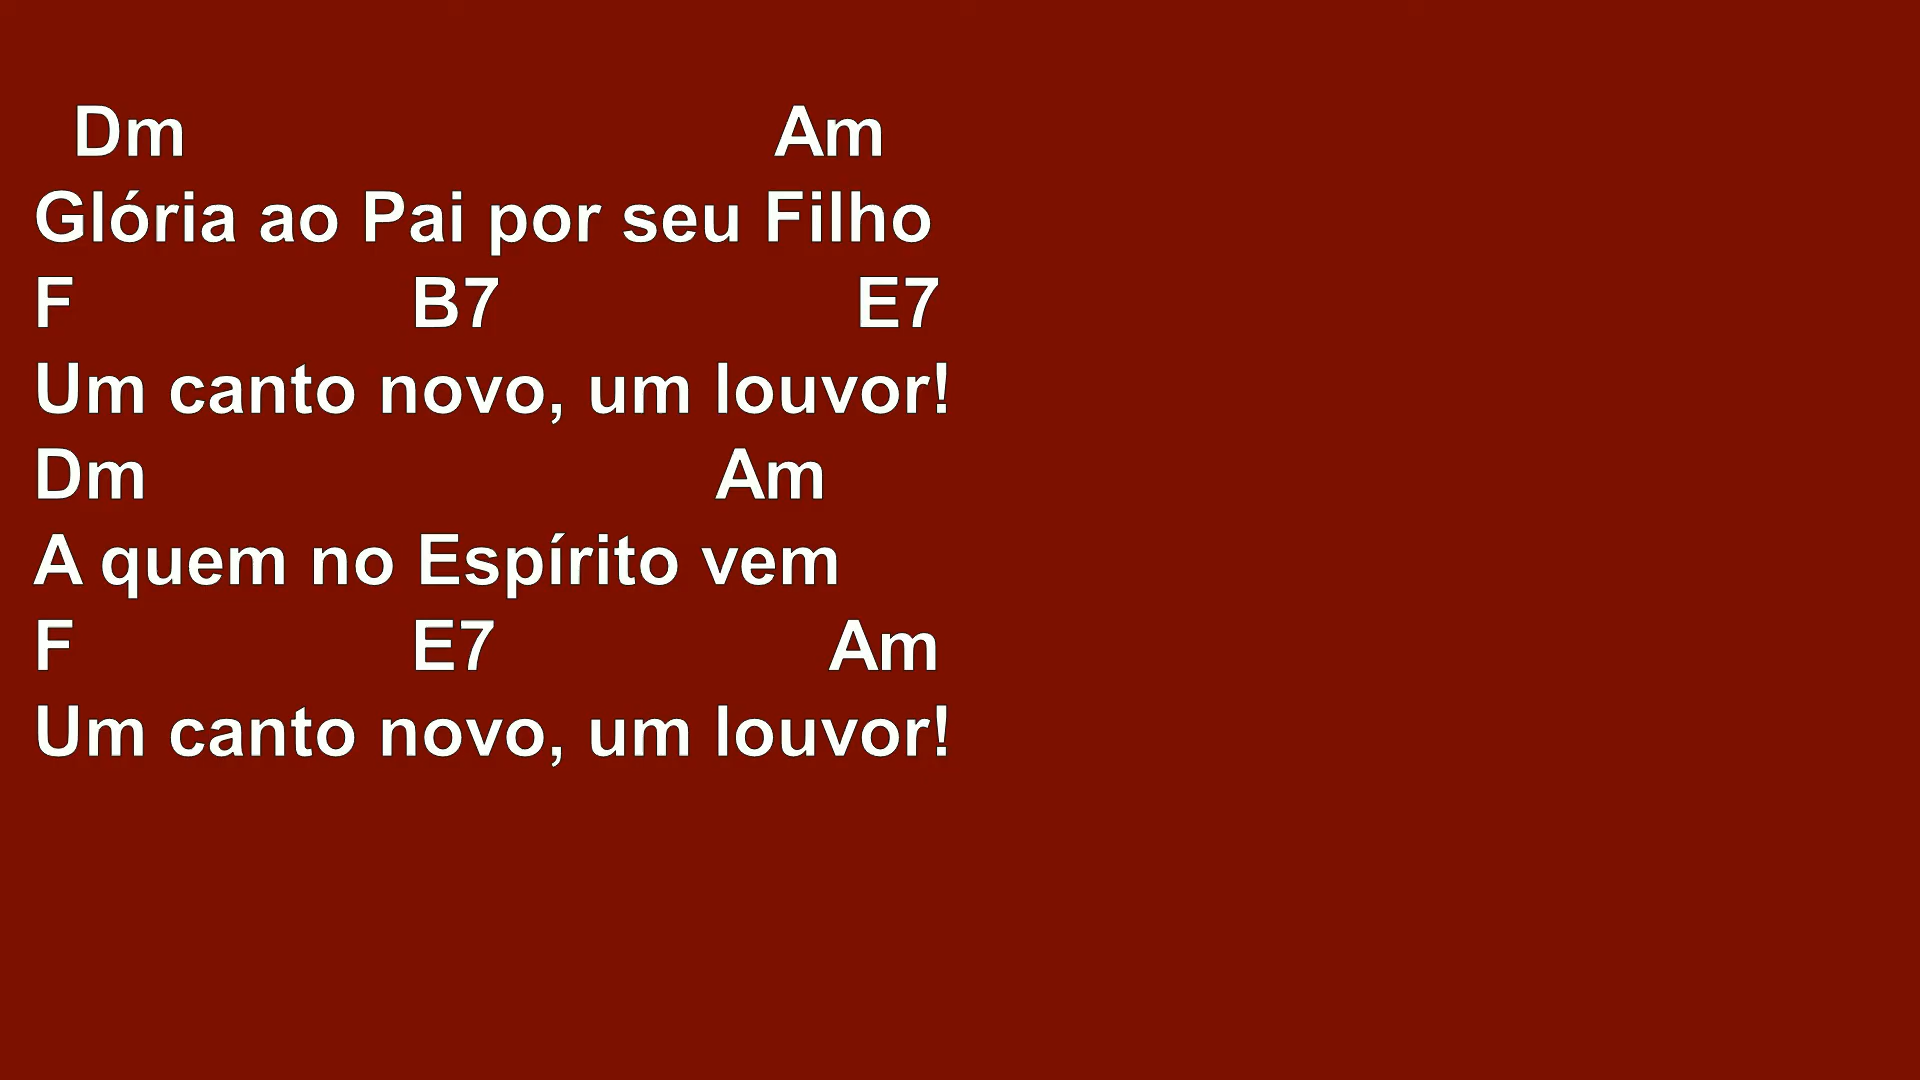 Dm Am
Glória ao Pai por seu Filho
F B7 E7
Um canto novo, um louvor!
Dm Am
A quem no Espírito vem
F E7 Am
Um canto novo, um louvor!